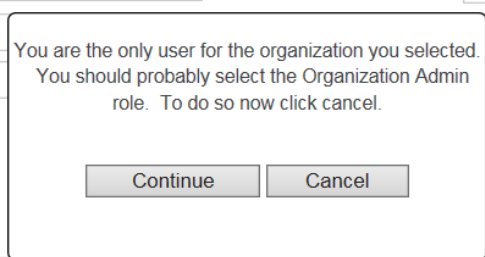 You are the only user for the organization you selected.
You should probably select the Organization Admin
role. To do so now click cancel.
Continue Cancel